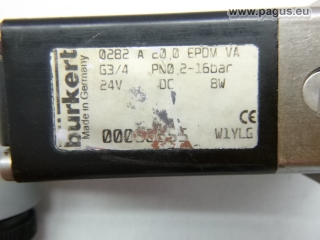 www.pagus.eu
bürkert
Made in Germany
0282 A 20,0 EPDM VA
G3/4 PN0,2-16bar
24V DC 8W
CE
W1YLG